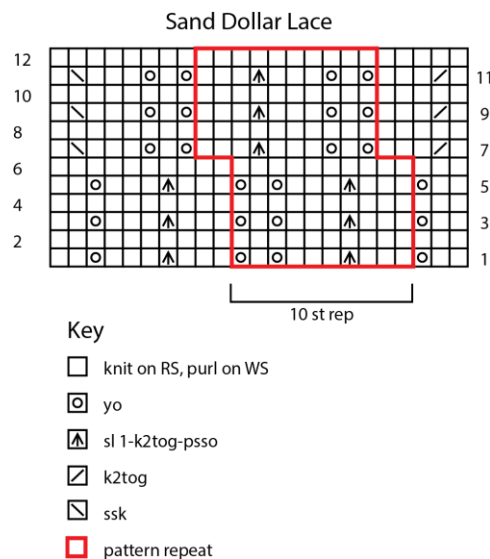 Sand Dollar Lace
12
11
10
9
8
7
6
5
4
3
2
1
10 st rep
Key
knit on RS, purl on WS
yo
sl 1-k2tog-psso
k2tog
ssk
pattern repeat